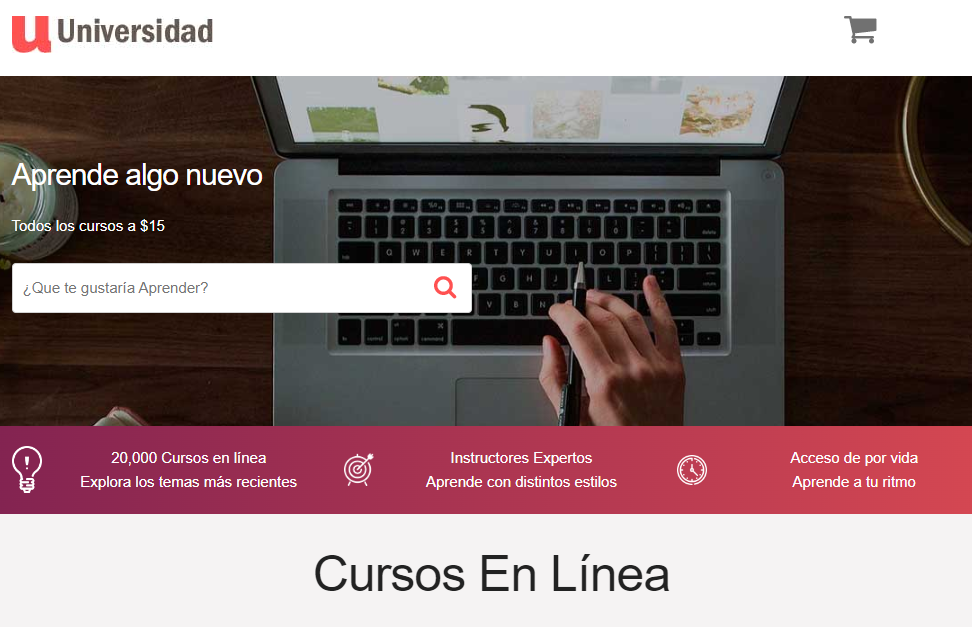 Universidad
Aprende algo nuevo
Todos los cursos a $15
¿Que te gustaría Aprender?
20,000 Cursos en línea
Explora los temas más recientes
Instructores Expertos
Aprende con distintos estilos
Acceso de por vida
Aprende a tu ritmo
Cursos En Línea